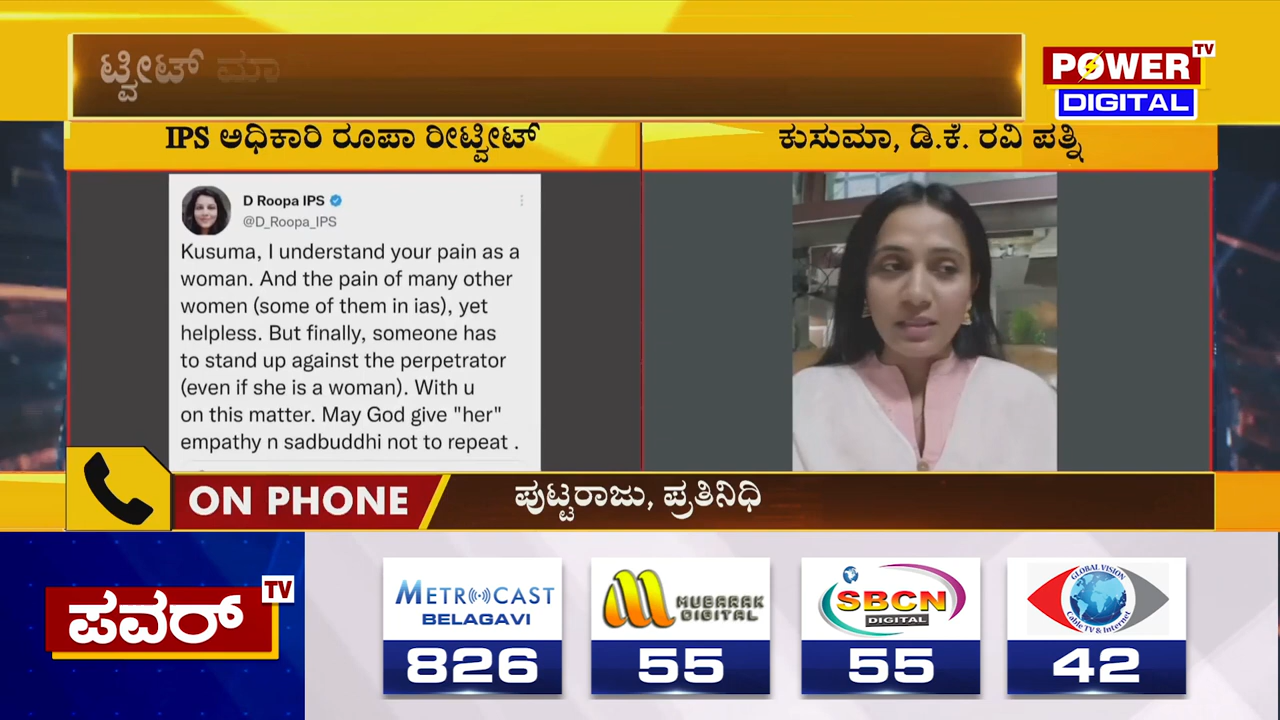 ಟ್ವೀಟ್ ಮಾ
POWER TV
DIGITAL
IPS ಅಧಿಕಾರಿ ರೂಪಾ ರೀಟ್ವೀಟ್
ಕುಸುಮಾ, ಡಿ.ಕೆ. ರವಿ ಪತ್ನಿ
D Roopa IPS
@D_Roopa_IPS
Kusuma, I understand your pain as a
woman. And the pain of many other
women (some of them in ias), yet
helpless. But finally, someone has
to stand up against the perpetrator
(even if she is a woman). With u
on this matter. May God give "her"
empathy n sadbuddhi not to repeat .
ON PHONE
ಪುಟ್ಟರಾಜು, ಪ್ರತಿನಿಧಿ
ಪವರ್ TV
METROCAST
BELAGAVI
826
MUBARAK
DIGITAL
55
SBCN
DIGITAL
55
GLOBAL VISION
Cable TV & Internet
42